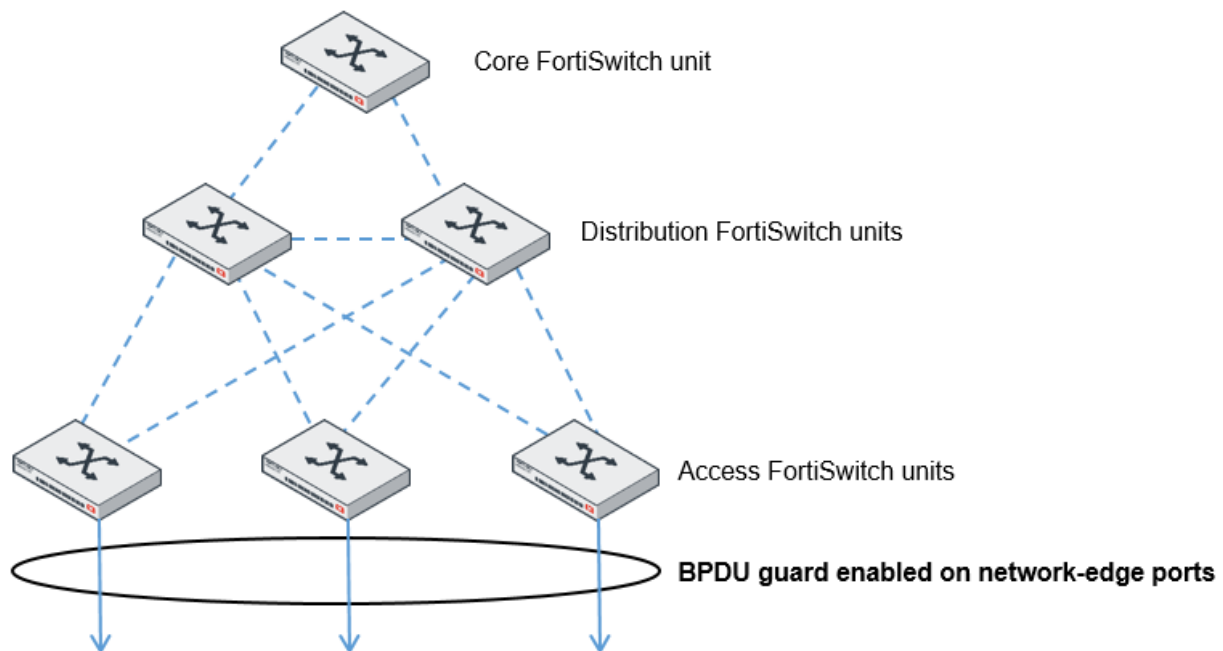 Core FortiSwitch unit
Distribution FortiSwitch units
Access FortiSwitch units
BPDU guard enabled on network-edge ports